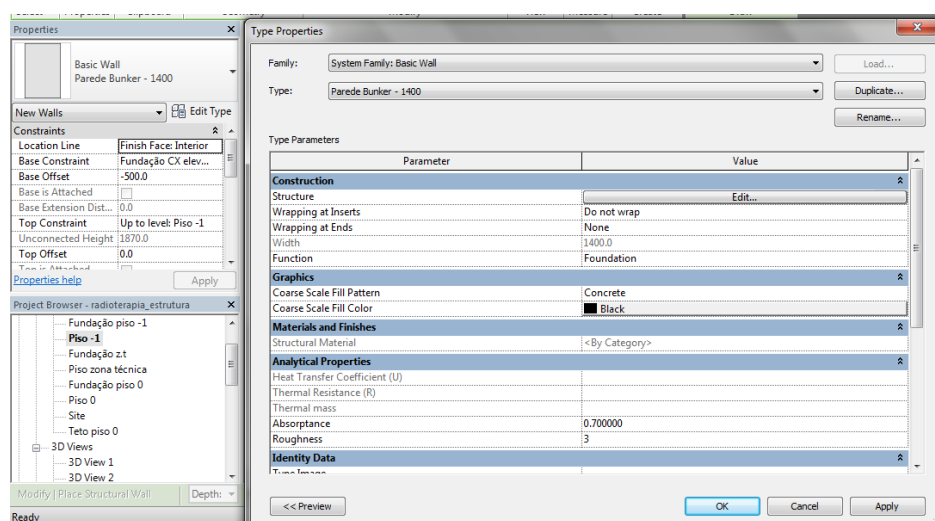 Properties
Basic Wall
Parede Bunker - 1400
New Walls
Edit Type
Constraints
Location Line Finish Face: Interior
Base Constraint Fundação CX elev...
Base Offset -500.0
Base is Attached
Base Extension Dist... 0.0
Top Constraint Up to level: Piso -1
Unconnected Height 1870.0
Top Offset 0.0
Properties help
Apply
Project Browser - radioterapia_estrutura
Fundação piso -1
Piso -1
Fundação z.t
Piso zona técnica
Fundação piso 0
Piso 0
Site
Teto piso 0
3D Views
3D View 1
3D View 2
Modify | Place Structural Wall Depth:
Ready
Type Properties
Family: System Family: Basic Wall Load...
Type: Parede Bunker - 1400 Duplicate...
Rename...
Type Parameters
Parameter Value
Construction
Structure Edit...
Wrapping at Inserts Do not wrap
Wrapping at Ends None
Width 1400.0
Function Foundation
Graphics
Coarse Scale Fill Pattern Concrete
Coarse Scale Fill Color Black
Materials and Finishes
Structural Material <By Category>
Analytical Properties
Heat Transfer Coefficient (U)
Thermal Resistance (R)
Thermal mass
Absorptance 0.700000
Roughness 3
Identity Data
Type Image
<< Preview OK Cancel Apply